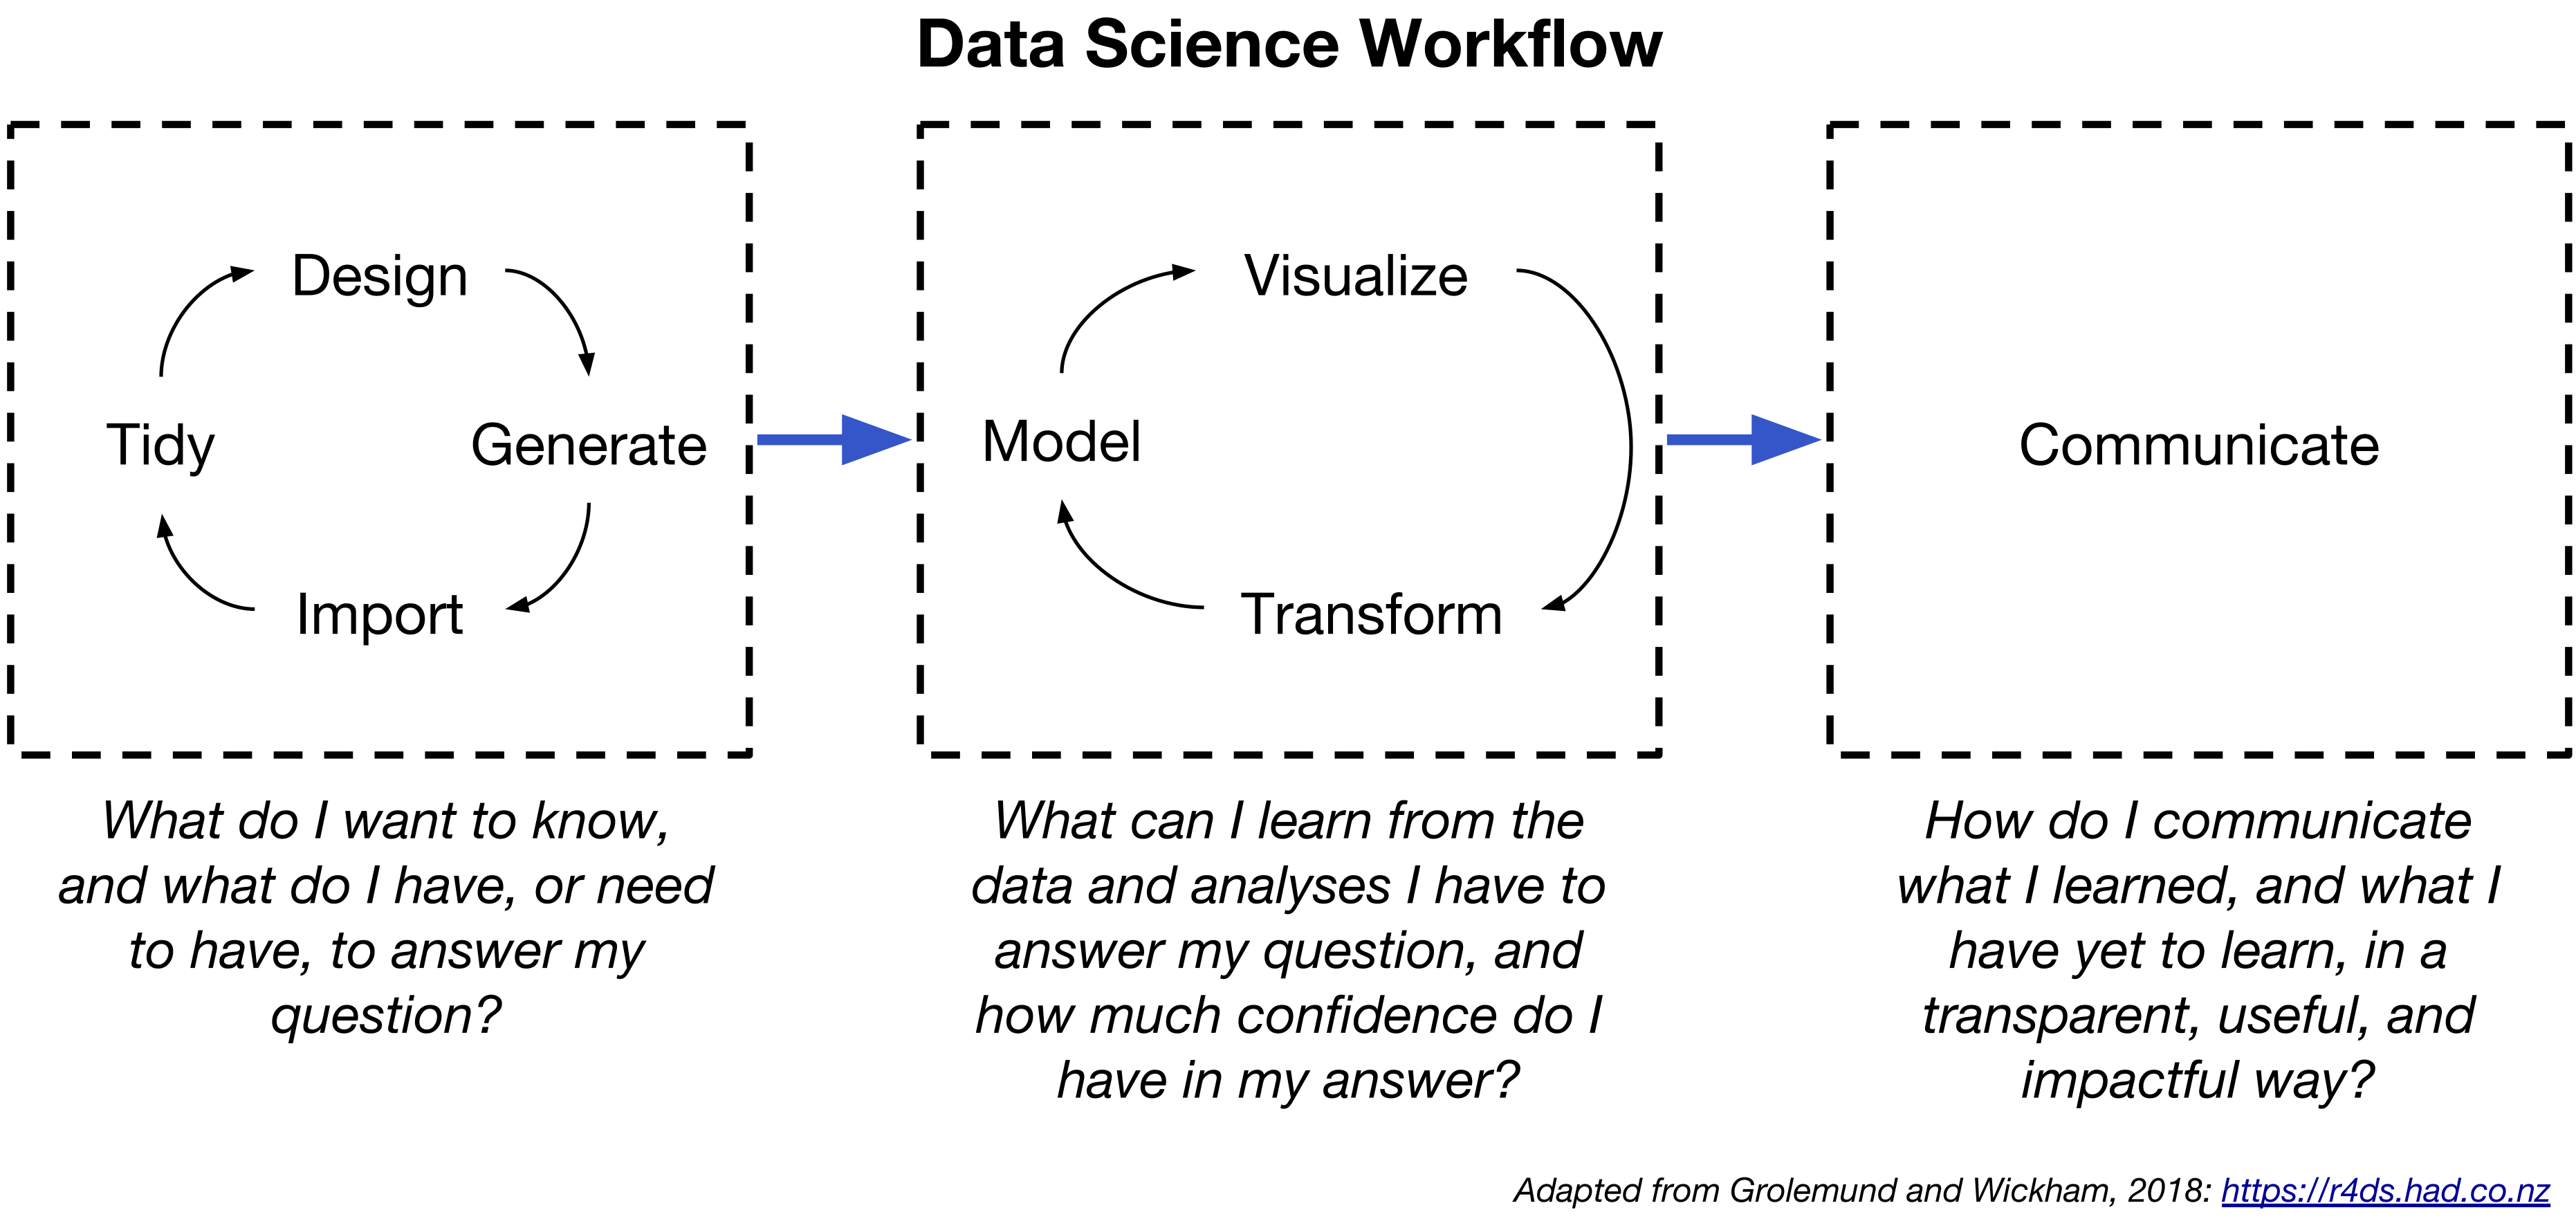 Data Science Workflow
Design
Tidy
Generate
Import
What do I want to know,
and what do I have, or need
to have, to answer my
question?
Visualize
Model
Transform
What can I learn from the
data and analyses I have to
answer my question, and
how much confidence do I
have in my answer?
Communicate
How do I communicate
what I learned, and what I
have yet to learn, in a
transparent, useful, and
impactful way?
Adapted from Grolemund and Wickham, 2018: https://r4ds.had.co.nz